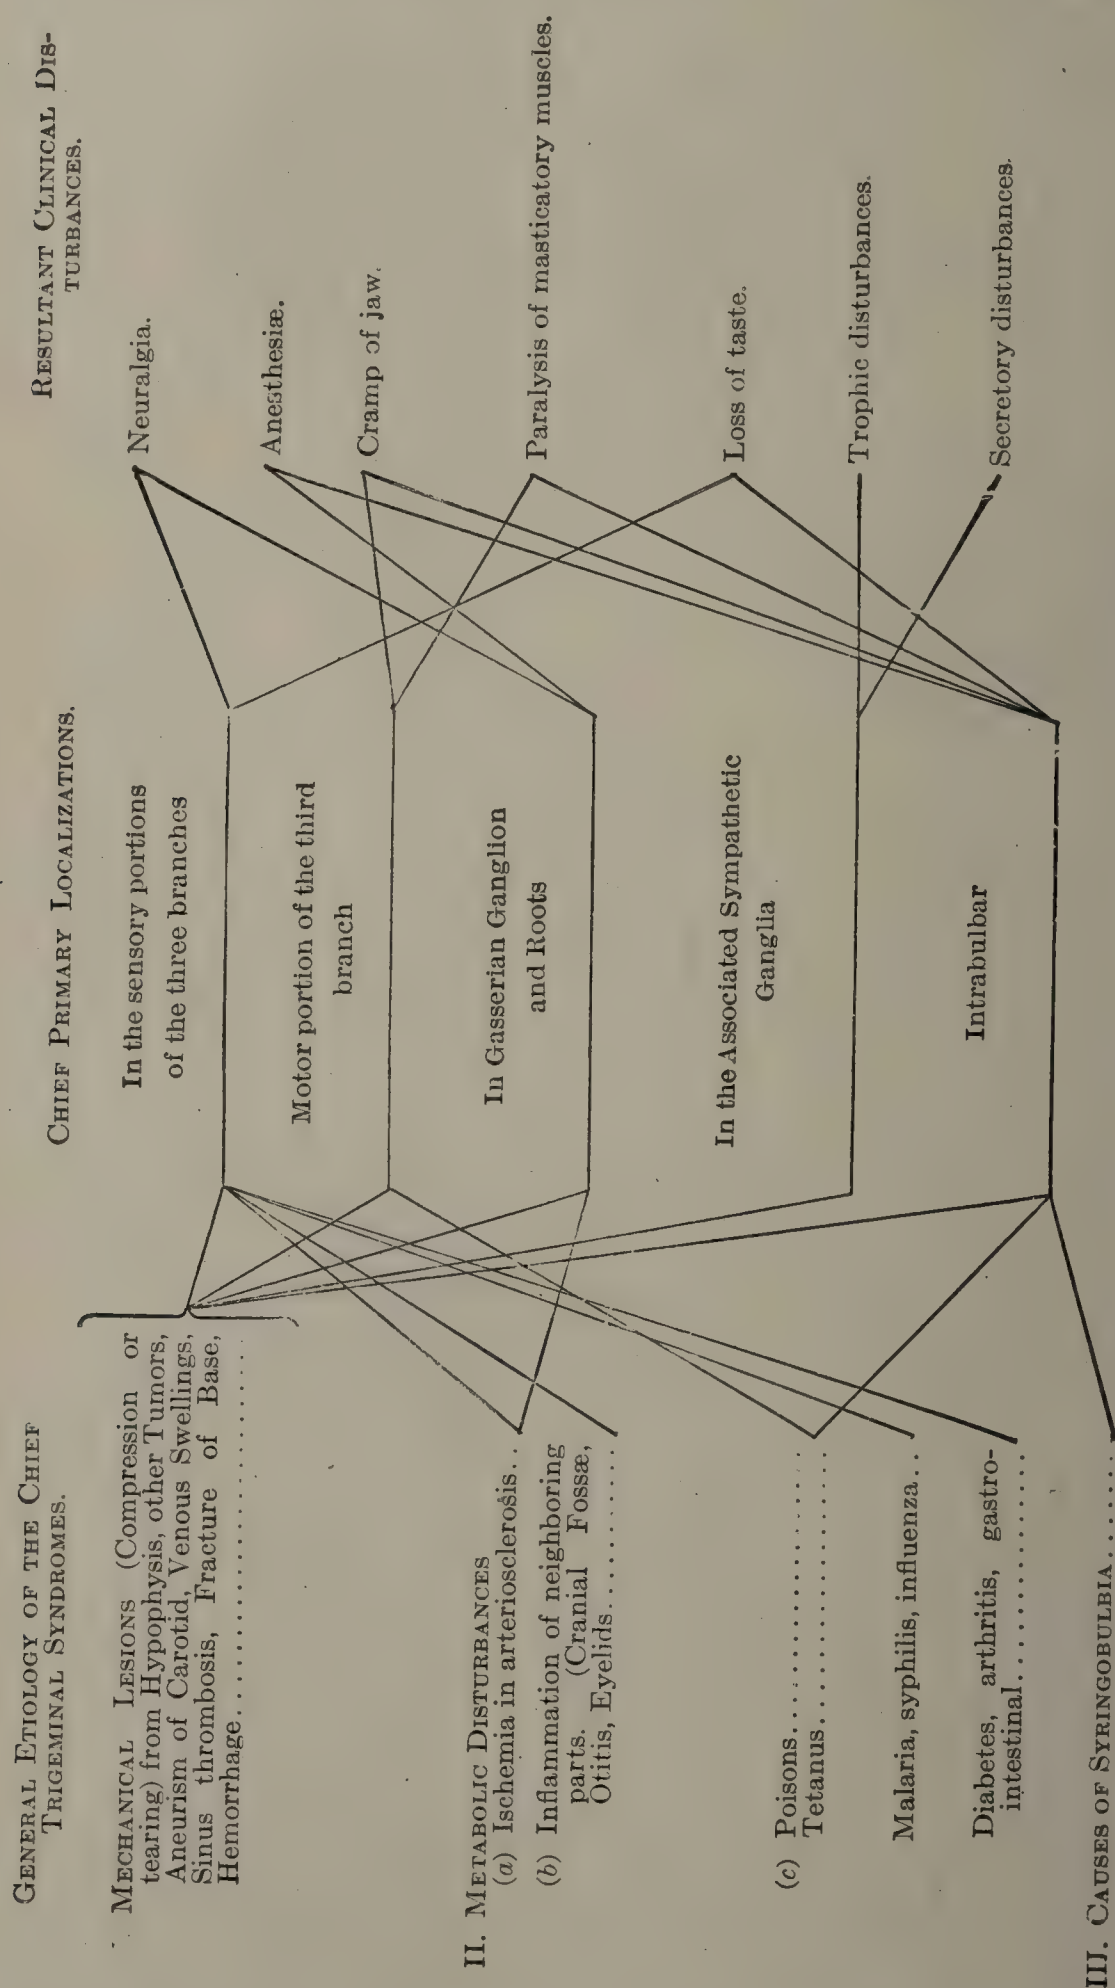 GENERAL ETIOLOGY OF THE CHIEF
TRIGEMINAL SYNDROMES.
MECHANICAL LESIONS (Compression or
tearing) from Hypophysis, other Tumors,
Aneurism of Carotid, Venous Swellings,
Sinus thrombosis, Fracture of Base,
Hemorrhage
II. METABOLIC DISTURBANCES
(a) Ischemia in arteriosclerosis..
(b) Inflammation of neighboring
parts. (Cranial Fossæ,
Otitis, Eyelids
(c) Poisons
Tetanus
Malaria, syphilis, influenza..
Diabetes, arthritis, gastro-
intestinal
III. CAUSES OF SYRINGOBULBIA
CHIEF PRIMARY LOCALIZATIONS.
In the sensory portions
of the three branches
Motor portion of the third
branch
In Gasserian Ganglion
and Roots
In the Associated Sympathetic
Ganglia
Intrabulbar
RESULTANT CLINICAL DIS-
TURBANCES.
Neuralgia.
Anesthesiæ.
Cramp of jaw.
Paralysis of masticatory muscles.
Loss of taste.
Trophic disturbances.
Secretory disturbances.